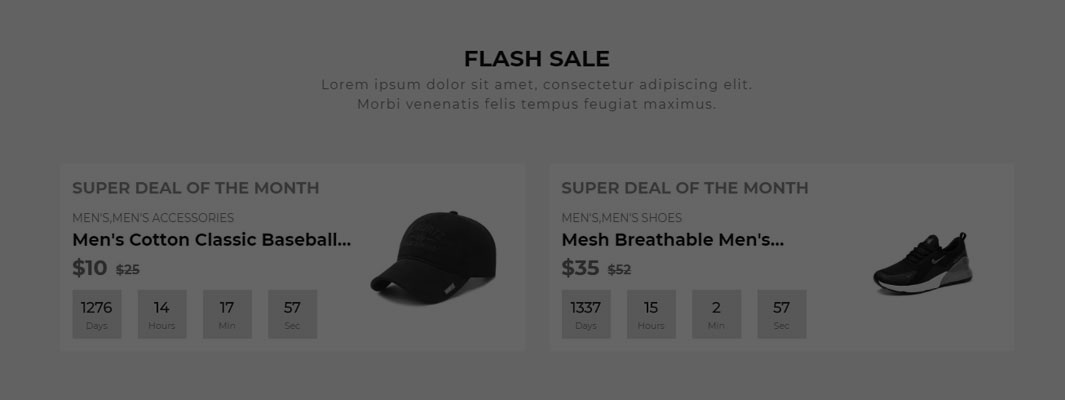 FLASH SALE
Lorem ipsum dolor sit amet, consectetur adipiscing elit.
Morbi venenatis felis tempus feugiat maximus.
SUPER DEAL OF THE MONTH
MEN'S,MEN'S ACCESSORIES
Men's Cotton Classic Baseball...
$10 $25
1276 14 17 57
Days Hours Min Sec
SUPER DEAL OF THE MONTH
MEN'S,MEN'S SHOES
Mesh Breathable Men's...
$35 $52
1337 15 2 57
Days Hours Min Sec